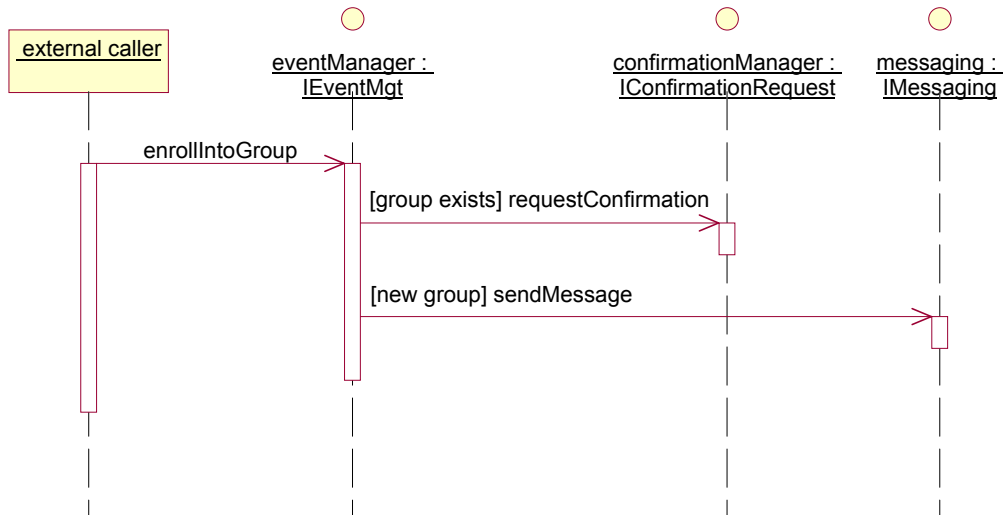 external caller
eventManager :
IEventMgt
confirmationManager :
IConfirmationRequest
messaging :
IMessaging
enrollIntoGroup
[group exists] requestConfirmation
[new group] sendMessage